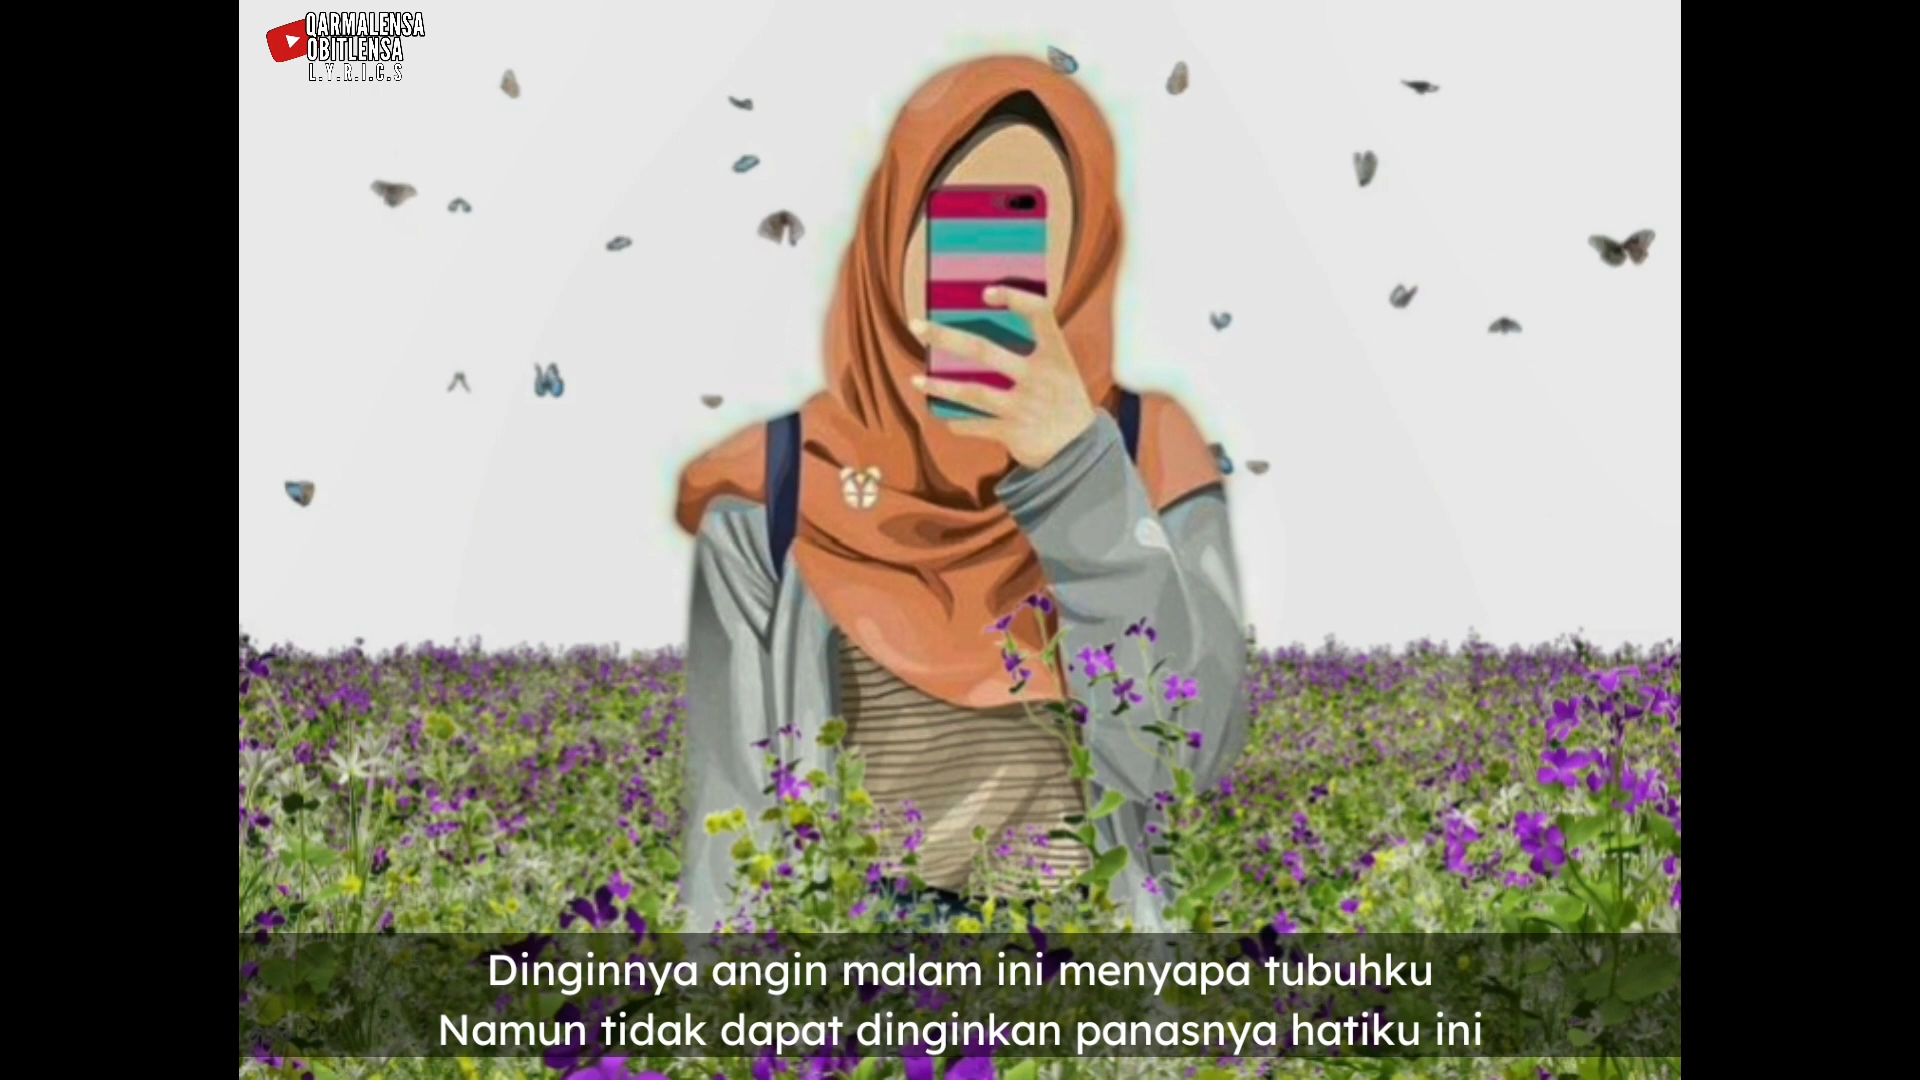 QARMALENSA
OBITLENSA
L.Y.R.I.C.S
Dinginnya angin malam ini menyapa tubuhku
Namun tidak dapat dinginkan panasnya hatiku ini